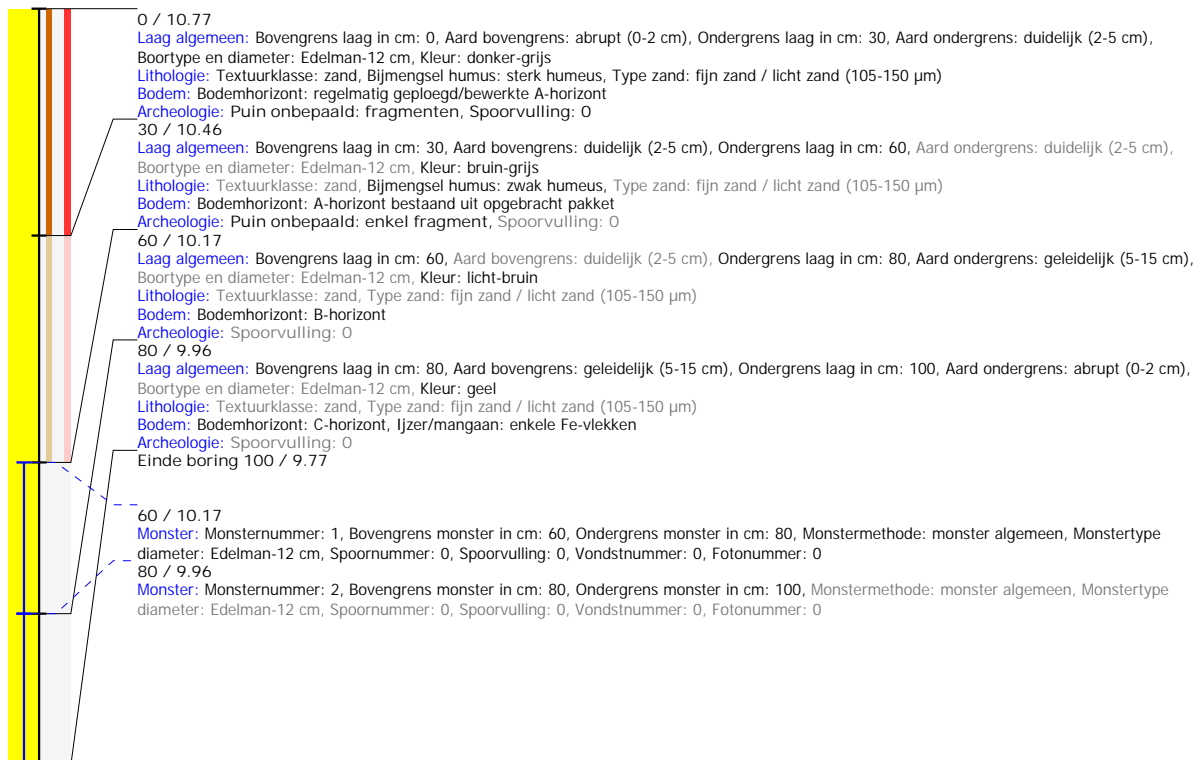 0 / 10.77
Laag algemeen: Bovengrens laag in cm: 0, Aard bovengrens: abrupt (0-2 cm), Ondergrens laag in cm: 30, Aard ondergrens: duidelijk (2-5 cm),
Boortype en diameter: Edelman-12 cm, Kleur: donker-grijs
Lithologie: Textuurklasse: zand, Bijmengsel humus: sterk humeus, Type zand: fijn zand / licht zand (105-150 µm)
Bodem: Bodemhorizont: regelmatig geploegd/bewerkte A-horizont
Archeologie: Puin onbepaald: fragmenten, Spoorvulling: 0
30 / 10.46
Laag algemeen: Bovengrens laag in cm: 30, Aard bovengrens: duidelijk (2-5 cm), Ondergrens laag in cm: 60, Aard ondergrens: duidelijk (2-5 cm),
Boortype en diameter: Edelman-12 cm, Kleur: bruin-grijs
Lithologie: Textuurklasse: zand, Bijmengsel humus: zwak humeus, Type zand: fijn zand / licht zand (105-150 µm)
Bodem: Bodemhorizont: A-horizont bestaand uit opgebracht pakket
Archeologie: Puin onbepaald: enkel fragment, Spoorvulling: 0
60 / 10.17
Laag algemeen: Bovengrens laag in cm: 60, Aard bovengrens: duidelijk (2-5 cm), Ondergrens laag in cm: 80, Aard ondergrens: geleidelijk (5-15 cm),
Boortype en diameter: Edelman-12 cm, Kleur: licht-bruin
Lithologie: Textuurklasse: zand, Type zand: fijn zand / licht zand (105-150 µm)
Bodem: Bodemhorizont: B-horizont
Archeologie: Spoorvulling: 0
80 / 9.96
Laag algemeen: Bovengrens laag in cm: 80, Aard bovengrens: geleidelijk (5-15 cm), Ondergrens laag in cm: 100, Aard ondergrens: abrupt (0-2 cm),
Boortype en diameter: Edelman-12 cm, Kleur: geel
Lithologie: Textuurklasse: zand, Type zand: fijn zand / licht zand (105-150 µm)
Bodem: Bodemhorizont: C-horizont, Ijzer/mangaan: enkele Fe-vlekken
Archeologie: Spoorvulling: 0
Einde boring 100 / 9.77
60 / 10.17
Monster: Monsternummer: 1, Bovengrens monster in cm: 60, Ondergrens monster in cm: 80, Monstermethode: monster algemeen, Monstertype
diameter: Edelman-12 cm, Spoornummer: 0, Spoorvulling: 0, Vondstnummer: 0, Fotonummer: 0
80 / 9.96
Monster: Monsternummer: 2, Bovengrens monster in cm: 80, Ondergrens monster in cm: 100, Monstermethode: monster algemeen, Monstertype
diameter: Edelman-12 cm, Spoornummer: 0, Spoorvulling: 0, Vondstnummer: 0, Fotonummer: 0